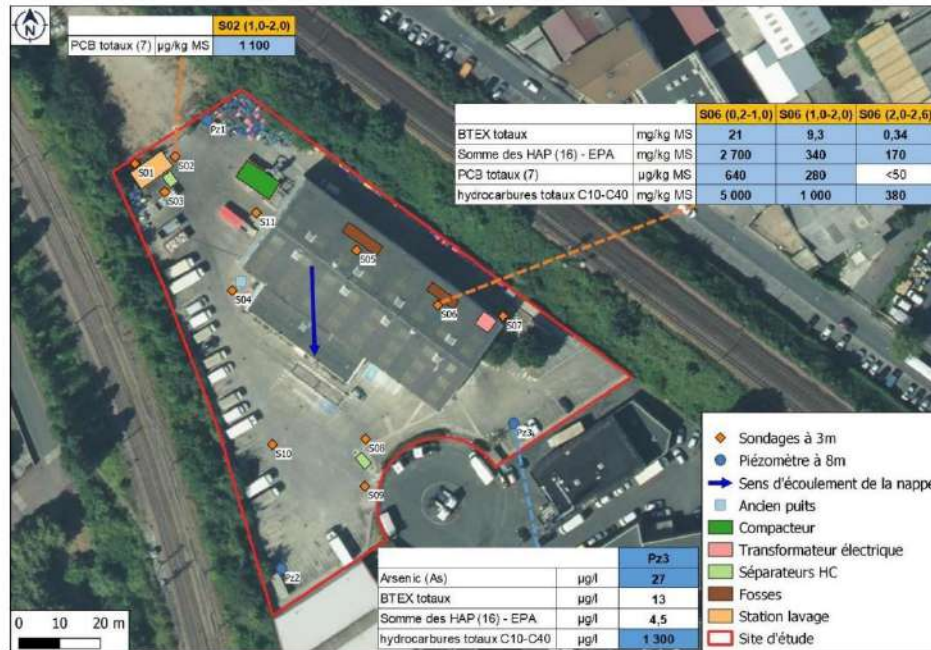 N
S02 (1,0-2,0)
PCB totaux (7) µg/kg MS 1 100
S06 (0,2-1,0) S06 (1,0-2,0) S06 (2,0-2,6)
BTEX totaux mg/kg MS 21 9,3 0,34
Somme des HAP (16) - EPA mg/kg MS 2 700 340 170
PCB totaux (7) µg/kg MS 640 280 <50
hydrocarbures totaux C10-C40 mg/kg MS 5 000 1 000 380
Pz1
S01
S02
S03
S11
S05
S04
S06
S07
Pz3
S08
S10
S09
Pz2
Sondages à 3m
Piézomètre à 8m
Sens d'écoulement de la nappe
Ancien puits
Compacteur
Transformateur électrique
Séparateurs HC
Fosses
Station lavage
Site d'étude
Pz3
Arsenic (As) µg/l 27
BTEX totaux µg/l 13
Somme des HAP (16) - EPA µg/l 4,5
hydrocarbures totaux C10-C40 µg/l 1 300
0 10 20 m